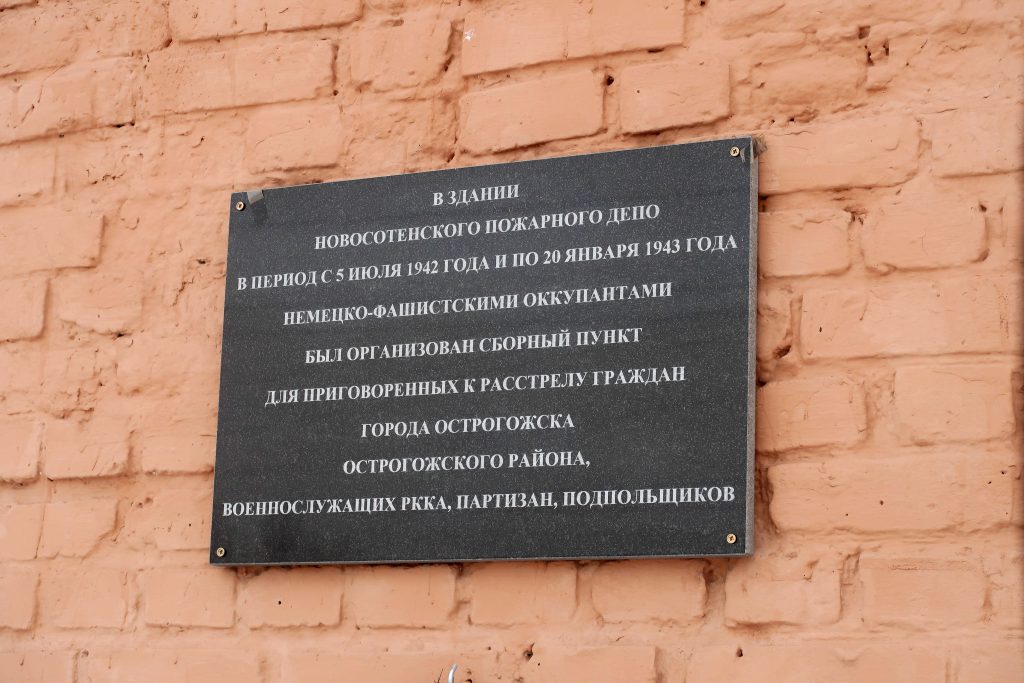 В ЗДАНИИ
НОВОСОТЕНСКОГО ПОЖАРНОГО ДЕПО
В ПЕРИОД С 5 ИЮЛЯ 1942 ГОДА И ПО 20 ЯНВАРЯ 1943 ГОДА
НЕМЕЦКО-ФАШИСТСКИМИ ОККУПАНТАМИ
БЫЛ ОРГАНИЗОВАН СБОРНЫЙ ПУНКТ
ДЛЯ ПРИГОВОРЕННЫХ К РАССТРЕЛУ ГРАЖДАН
ГОРОДА ОСТРОГОЖСКА
ОСТРОГОЖСКОГО РАЙОНА,
ВОЕННОСЛУЖАЩИХ РККА, ПАРТИЗАН, ПОДПОЛЬЩИКОВ